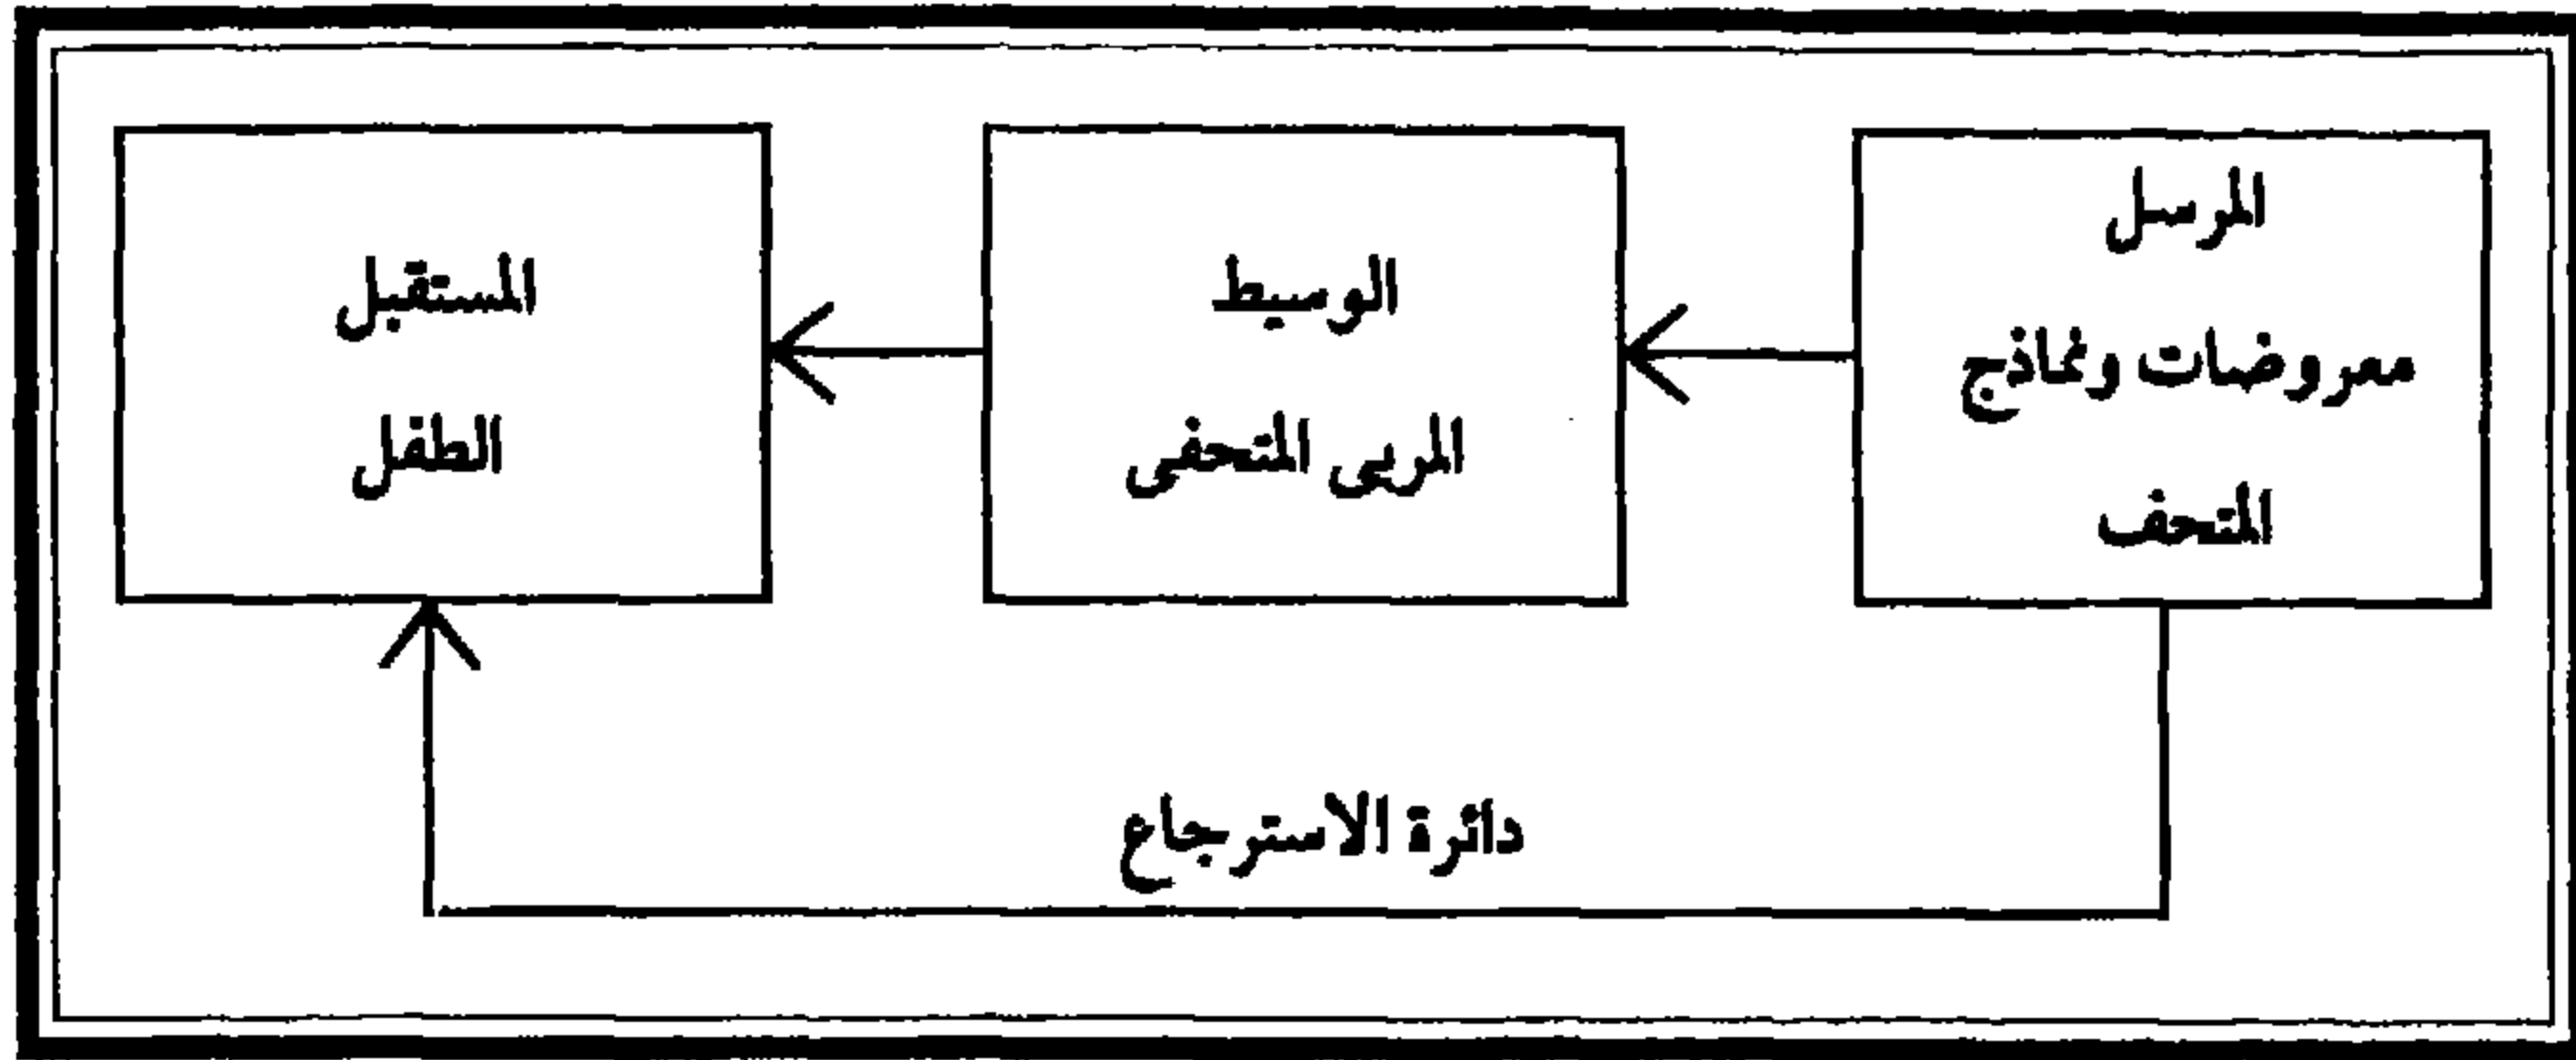 المرسل
معروضات ونماذج
المتحف
الوسيط
المربى المتحفى
المستقبل
الطفل
دائرة الاسترجاع